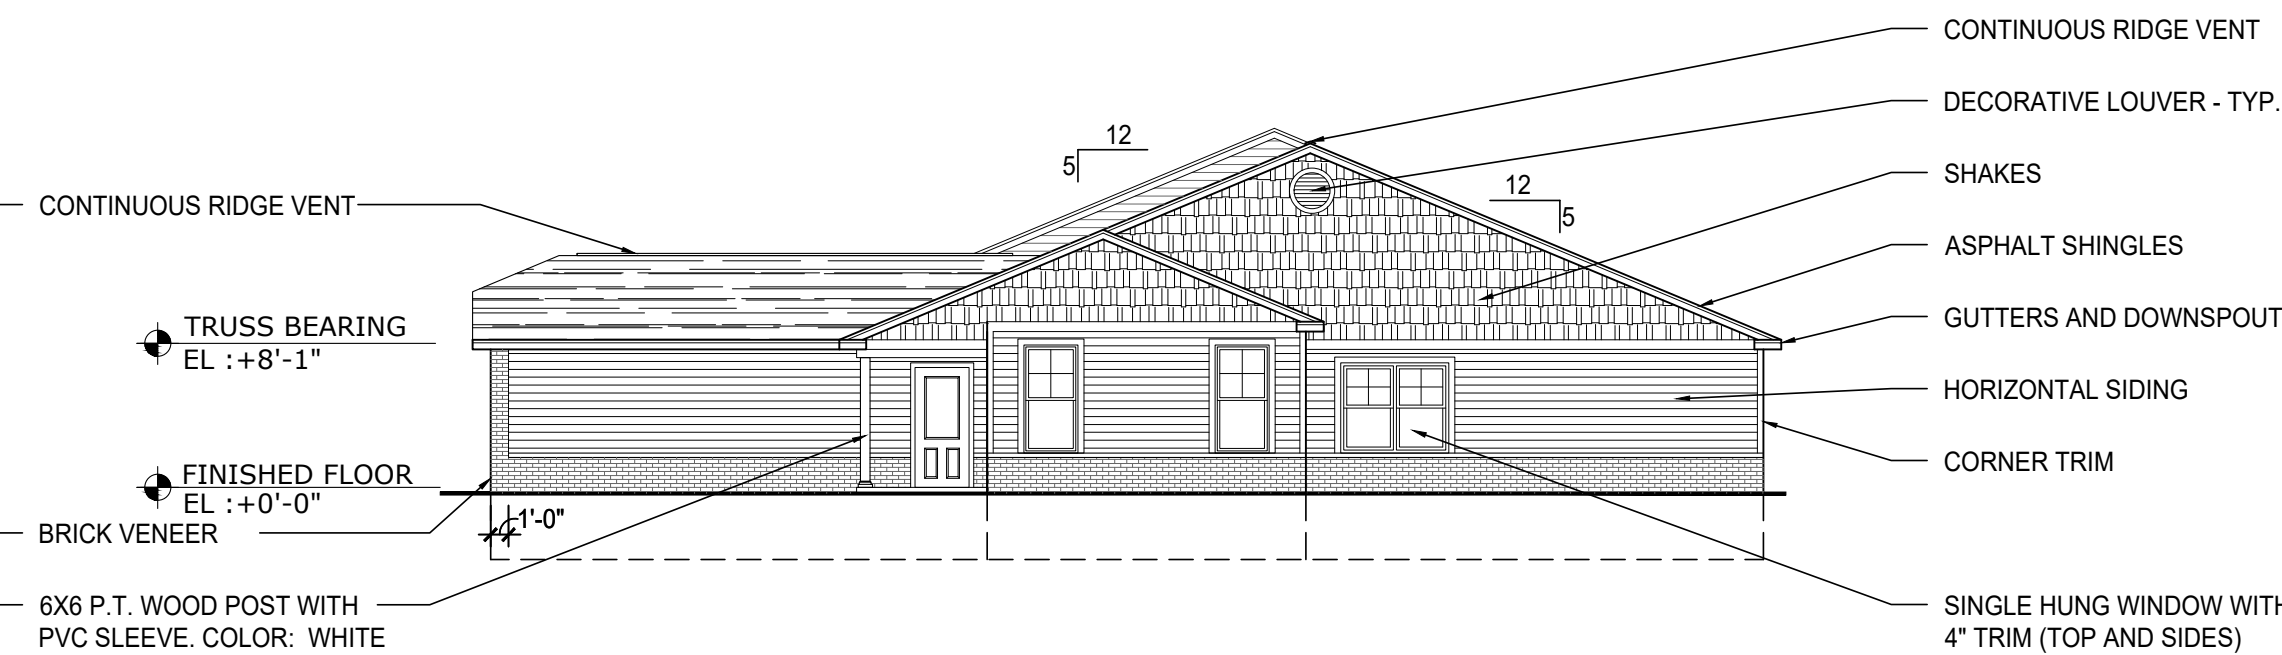 CONTINUOUS RIDGE VENT
DECORATIVE LOUVER - TYP.
12
5
SHAKES
12
5
CONTINUOUS RIDGE VENT
ASPHALT SHINGLES
TRUSS BEARING
EL :+8'-1"
GUTTERS AND DOWNSPOUT
HORIZONTAL SIDING
CORNER TRIM
FINISHED FLOOR
EL :+0'-0"
1'-0"
BRICK VENEER
6X6 P.T. WOOD POST WITH
PVC SLEEVE. COLOR: WHITE
SINGLE HUNG WINDOW WITH
4" TRIM (TOP AND SIDES)